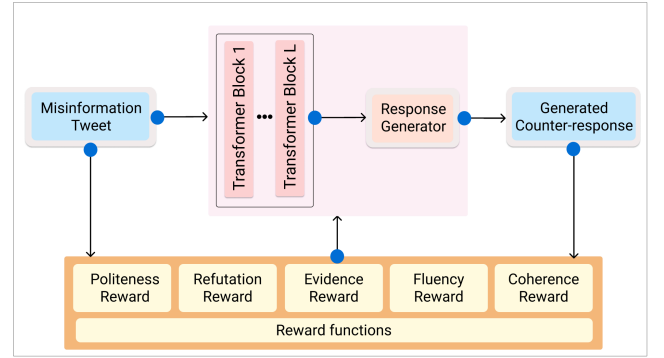 Misinformation
Tweet
Transformer Block 1
...
Transformer Block L
Response
Generator
Generated
Counter-response
Politeness
Reward
Refutation
Reward
Evidence
Reward
Fluency
Reward
Coherence
Reward
Reward functions